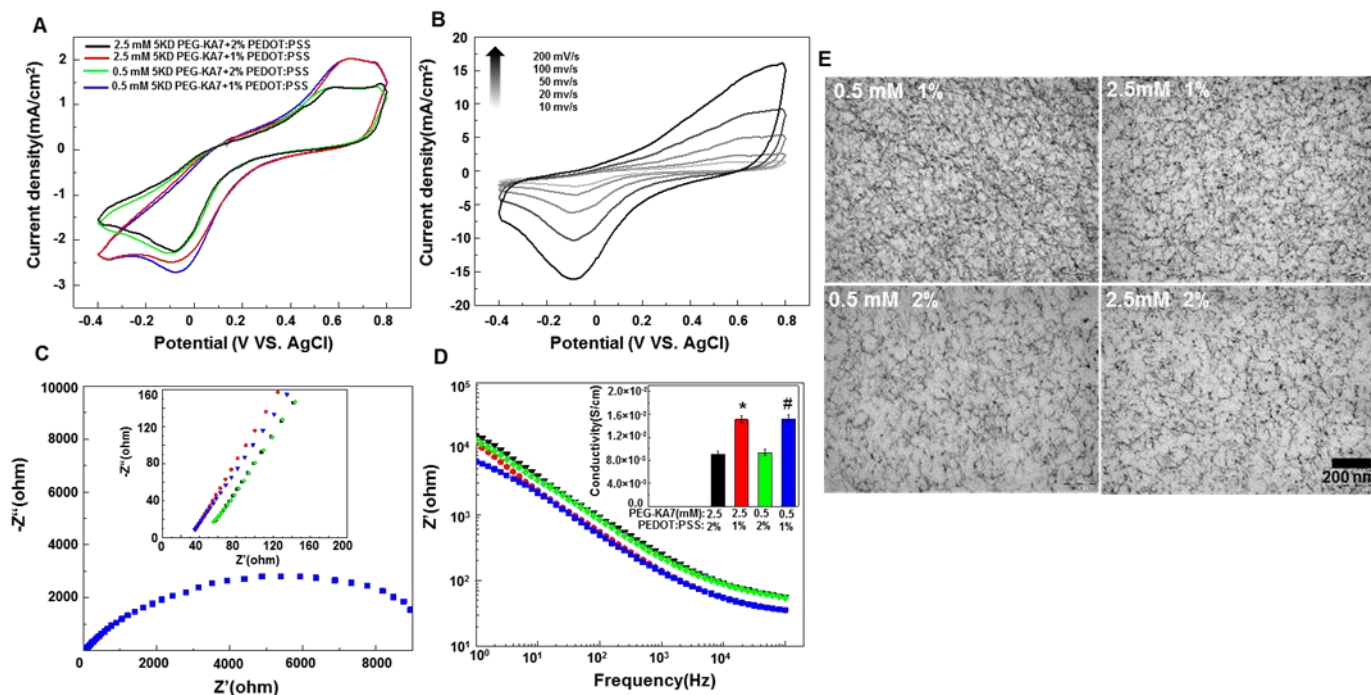 A
2.5 mM 5KD PEG-KA7+2% PEDOT:PSS
2.5 mM 5KD PEG-KA7+1% PEDOT:PSS
0.5 mM 5KD PEG-KA7+2% PEDOT:PSS
0.5 mM 5KD PEG-KA7+1% PEDOT:PSS
Current density(mA/cm²)
2
1
0
-1
-2
-3
-0.4 -0.2 0 0.2 0.4 0.6 0.8
Potential (V VS. AgCl)
B
200 mV/s
100 mv/s
50 mv/s
20 mv/s
10 mv/s
Current density(mA/cm²)
20
15
10
5
0
-5
-10
-15
-20
-0.4 -0.2 0 0.2 0.4 0.6 0.8
Potential (V VS. AgCl)
C
-Z“(ohm)
10000
8000
6000
4000
2000
0 2000 4000 6000 8000
Z'(ohm)
-Z“(ohm)
160
120
80
40
0
0 40 80 120 160 200
Z'(ohm)
D
Z'(ohm)
10⁵
10⁴
10³
10²
10¹
10⁰ 10¹ 10² 10³ 10⁴ 10⁵
Frequency(Hz)
Conductivity(S/cm)
2.0×10⁻²
1.6×10⁻²
1.2×10⁻²
8.0×10⁻³
4.0×10⁻³
0.0
* #
PEG-KA7(mM): 2.5 2.5 0.5 0.5
PEDOT:PSS: 2% 1% 2% 1%
E
0.5 mM 1%
2.5mM 1%
0.5 mM 2%
2.5mM 2%
200 nm